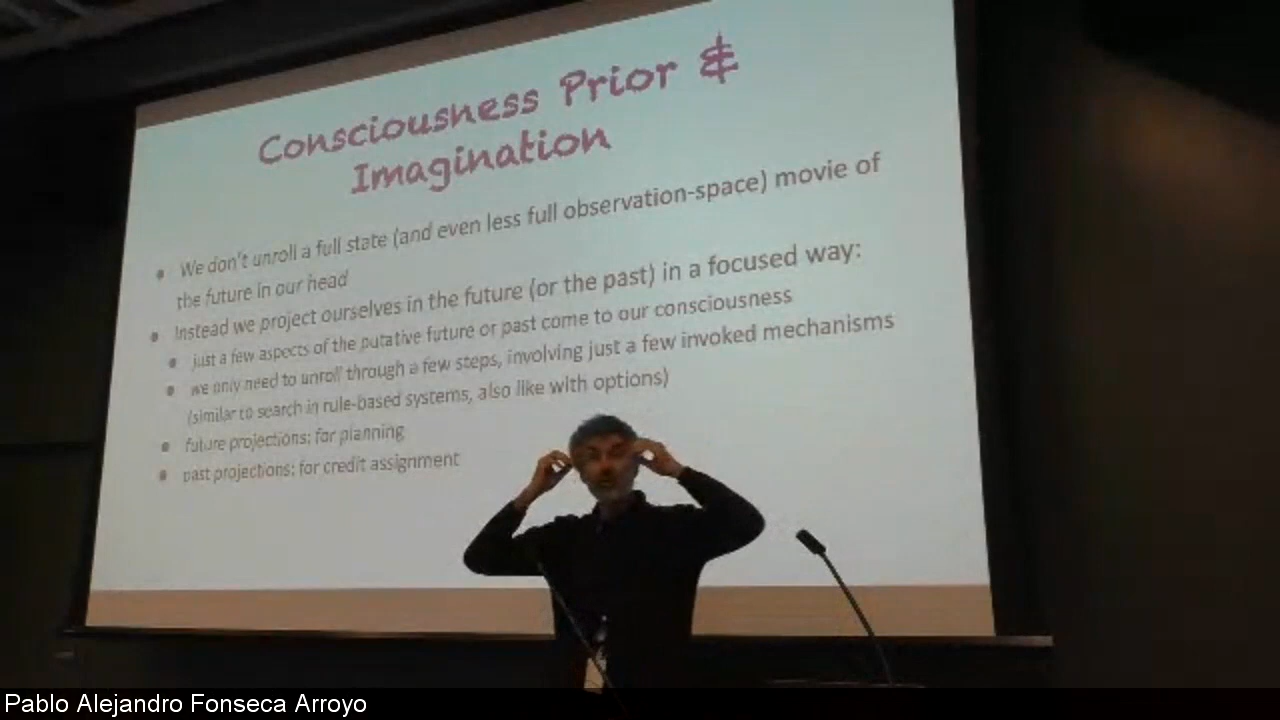 Consciousness Prior &
Imagination
• We don't unroll a full state (and even less full observation-space) movie of
the future in our head
• Instead we project ourselves in the future (or the past) in a focused way:
• just a few aspects of the putative future or past come to our consciousness
• we only need to unroll through a few steps, involving just a few invoked mechanisms
(similar to search in rule-based systems, also like with options)
• future projections: for planning
• past projections: for credit assignment
Pablo Alejandro Fonseca Arroyo